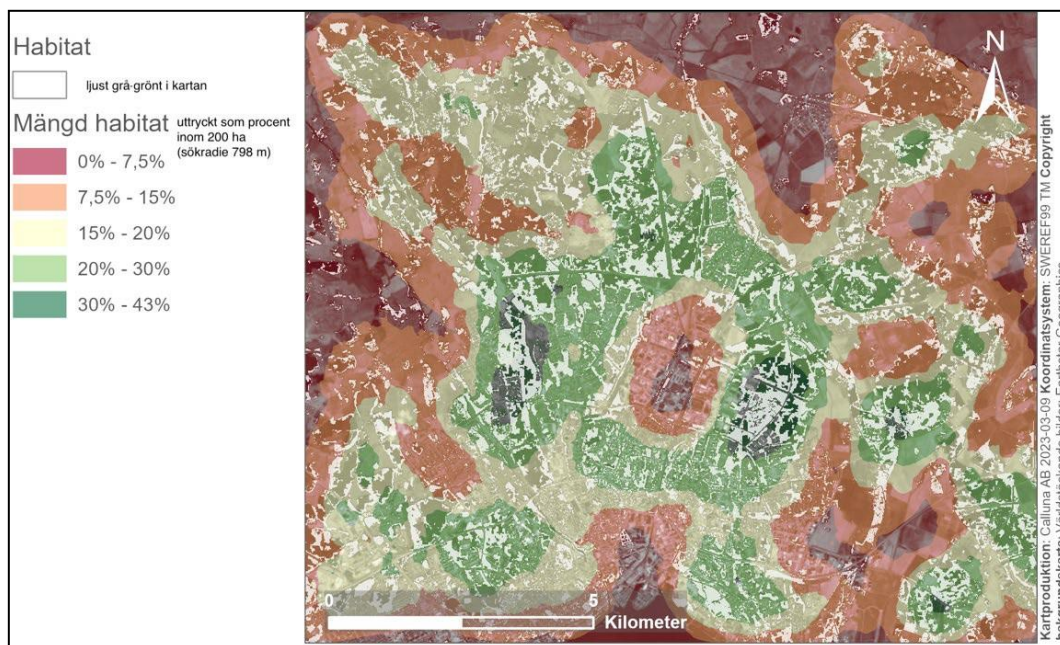 Habitat
ljust grå-grönt i kartan
Mängd habitat uttryckt som procent
inom 200 ha
(sökradie 798 m)
0% - 7,5%
7,5% - 15%
15% - 20%
20% - 30%
30% - 43%
N
0 5
Kilometer
Kartproduktion: Calluna AB 2023-03-09 Koordinatsystem: SWEREF99 TM Copyright